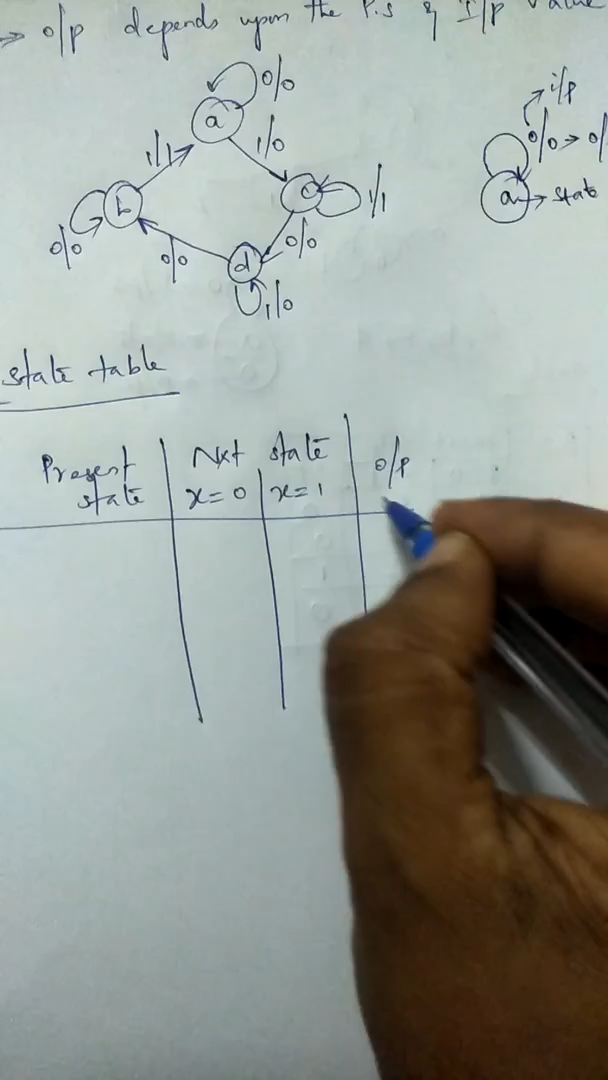 → o/p depends upon the P.s & I/p value
0/0
a
1/0
1/1
b
c
1/1
0/0
0/0
0/0
d
1/0
i/p
0/0 → o/
a → state
state table
Present state | Nxt state | o/p
x=0 | x=1